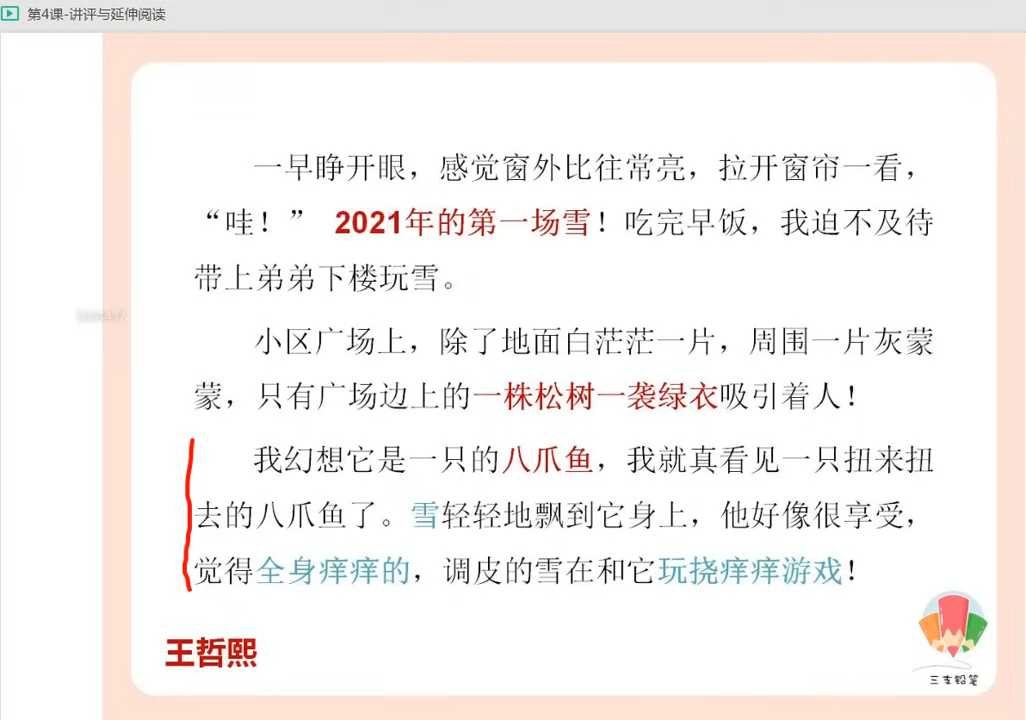 第4课-讲评与延伸阅读
一早睁开眼，感觉窗外比往常亮，拉开窗帘一看，
“哇！” 2021年的第一场雪！吃完早饭，我迫不及待
带上弟弟下楼玩雪。
小区广场上，除了地面白茫茫一片，周围一片灰蒙
蒙，只有广场边上的一株松树一袭绿衣吸引着人！
我幻想它是一只的八爪鱼，我就真看见一只扭来扭
去的八爪鱼了。雪轻轻地飘到它身上，他好像很享受，
觉得全身痒痒的，调皮的雪在和它玩挠痒痒游戏！
王哲熙
三支铅笔